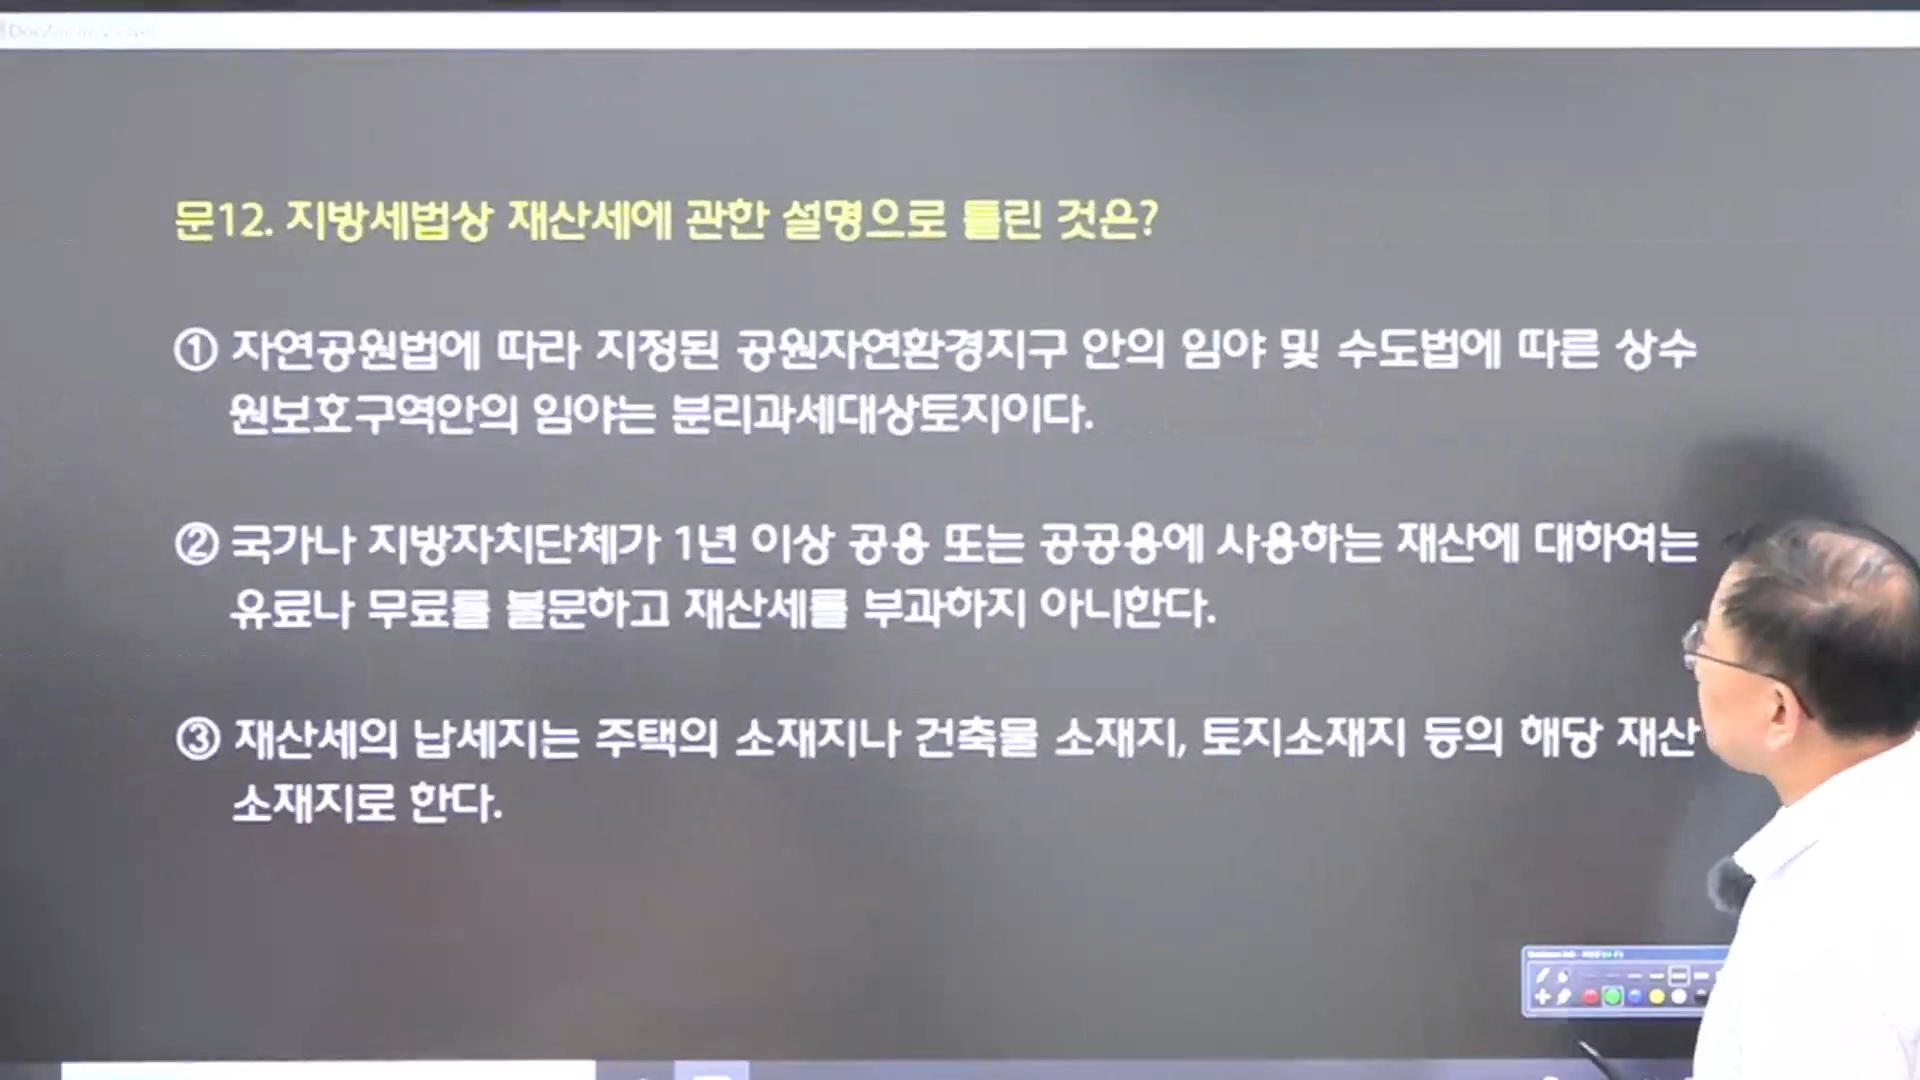 문12. 지방세법상 재산세에 관한 설명으로 틀린 것은?
① 자연공원법에 따라 지정된 공원자연환경지구 안의 임야 및 수도법에 따른 상수
원보호구역안의 임야는 분리과세대상토지이다.
② 국가나 지방자치단체가 1년 이상 공용 또는 공공용에 사용하는 재산에 대하여는
유료나 무료를 불문하고 재산세를 부과하지 아니한다.
③ 재산세의 납세지는 주택의 소재지나 건축물 소재지, 토지소재지 등의 해당 재산
소재지로 한다.